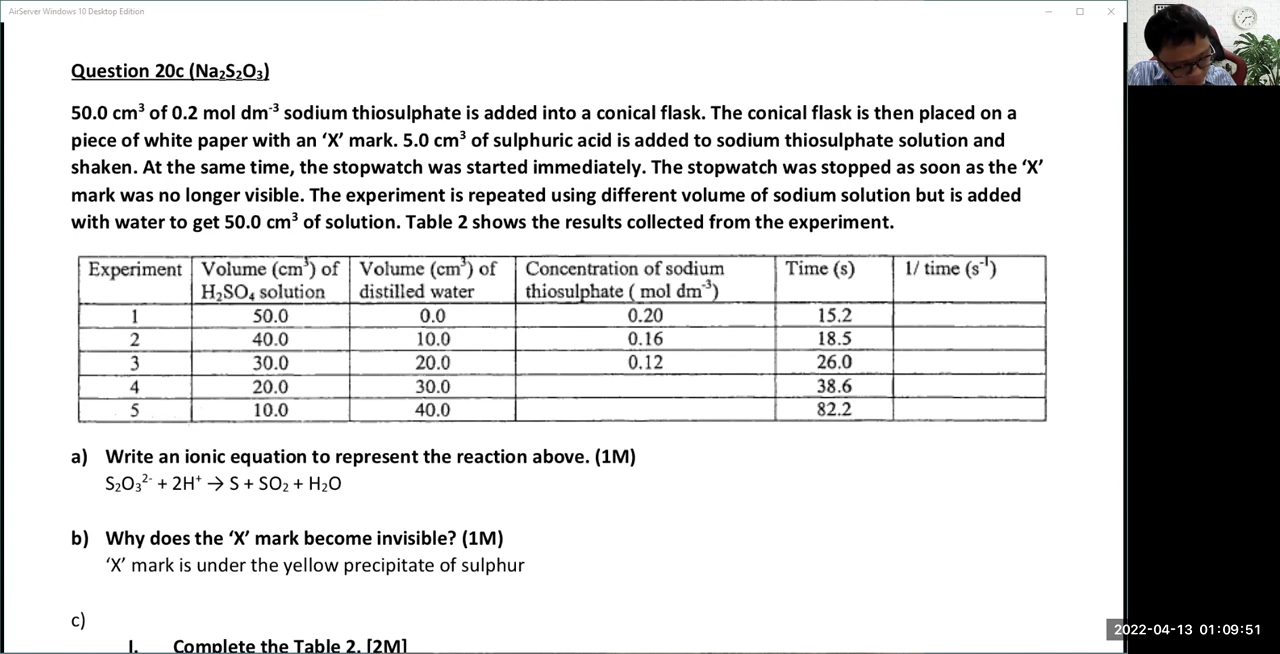 AirServer Windows 10 Desktop Edition
Question 20c (Na₂S₂O₃)
50.0 cm³ of 0.2 mol dm⁻³ sodium thiosulphate is added into a conical flask. The conical flask is then placed on a
piece of white paper with an ‘X’ mark. 5.0 cm³ of sulphuric acid is added to sodium thiosulphate solution and
shaken. At the same time, the stopwatch was started immediately. The stopwatch was stopped as soon as the ‘X’
mark was no longer visible. The experiment is repeated using different volume of sodium solution but is added
with water to get 50.0 cm³ of solution. Table 2 shows the results collected from the experiment.
Experiment Volume (cm³) of Volume (cm³) of Concentration of sodium Time (s) 1/ time (s⁻¹)
H₂SO₄ solution distilled water thiosulphate ( mol dm⁻³)
1 50.0 0.0 0.20 15.2
2 40.0 10.0 0.16 18.5
3 30.0 20.0 0.12 26.0
4 20.0 30.0 38.6
5 10.0 40.0 82.2
a) Write an ionic equation to represent the reaction above. (1M)
S₂O₃²⁻ + 2H⁺ → S + SO₂ + H₂O
b) Why does the ‘X’ mark become invisible? (1M)
‘X’ mark is under the yellow precipitate of sulphur
c)
I. Complete the Table 2. [2M]
2022-04-13 01:09:51